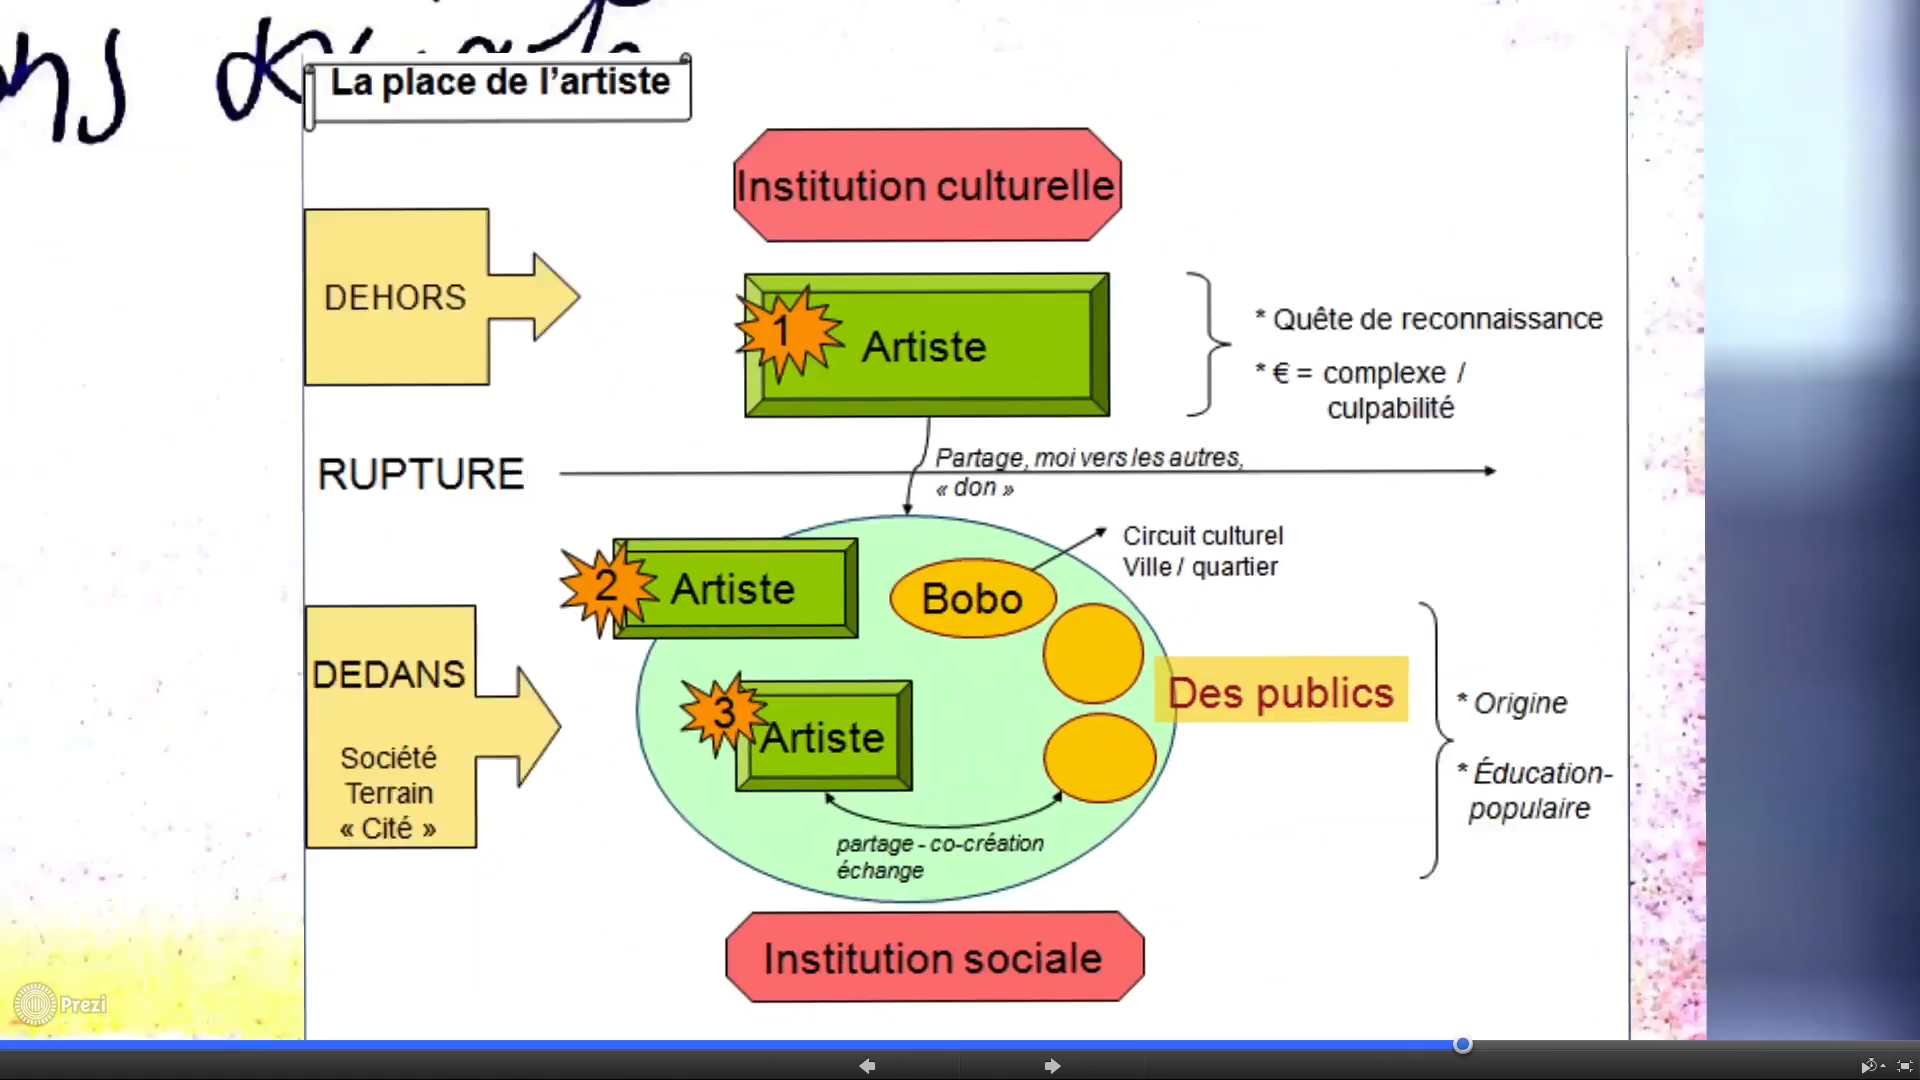 La place de l’artiste
Institution culturelle
DEHORS
1
Artiste
* Quête de reconnaissance
* € = complexe /
culpabilité
RUPTURE
Partage, moi vers les autres,
« don »
Circuit culturel
Ville / quartier
2
Artiste
Bobo
DEDANS
Société
Terrain
« Cité »
3
Artiste
Des publics
* Origine
* Éducation-
populaire
partage - co-création
échange
Institution sociale
Prezi